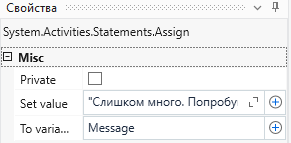 Свойства
System.Activities.Statements.Assign
Misc
Private
Set value "Слишком много. Попробу
To varia... Message